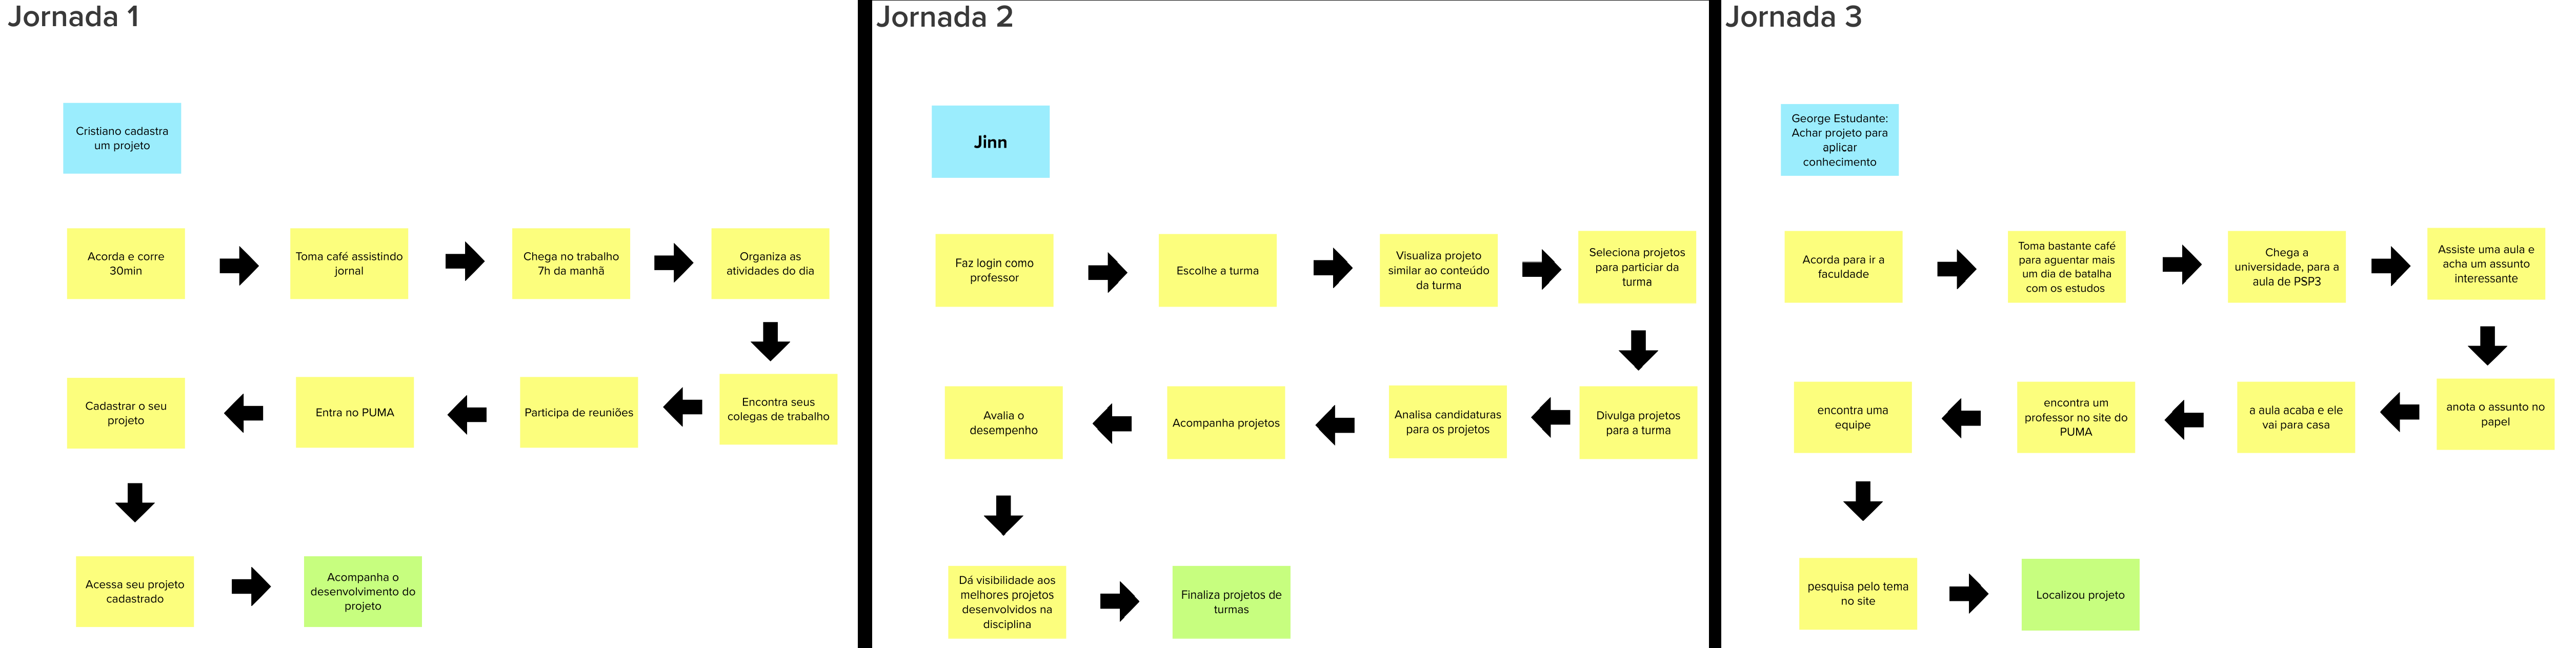 Jornada 1
Cristiano cadastra
um projeto
Acorda e corre
30min
Toma café assistindo
jornal
Chega no trabalho
7h da manhã
Organiza as
atividades do dia
Encontra seus
colegas de trabalho
Participa de reuniões
Entra no PUMA
Cadastrar o seu
projeto
Acessa seu projeto
cadastrado
Acompanha o
desenvolvimento do
projeto
Jornada 2
Jinn
Faz login como
professor
Escolhe a turma
Visualiza projeto
similar ao conteúdo
da turma
Seleciona projetos
para particiar da
turma
Divulga projetos
para a turma
Analisa candidaturas
para os projetos
Acompanha projetos
Avalia o
desempenho
Dá visibilidade aos
melhores projetos
desenvolvidos na
disciplina
Finaliza projetos de
turmas
Jornada 3
George Estudante:
Achar projeto para
aplicar
conhecimento
Acorda para ir a
faculdade
Toma bastante café
para aguentar mais
um dia de batalha
com os estudos
Chega a
universidade, para a
aula de PSP3
Assiste uma aula e
acha um assunto
interessante
anota o assunto no
papel
a aula acaba e ele
vai para casa
encontra um
professor no site do
PUMA
encontra uma
equipe
pesquisa pelo tema
no site
Localizou projeto